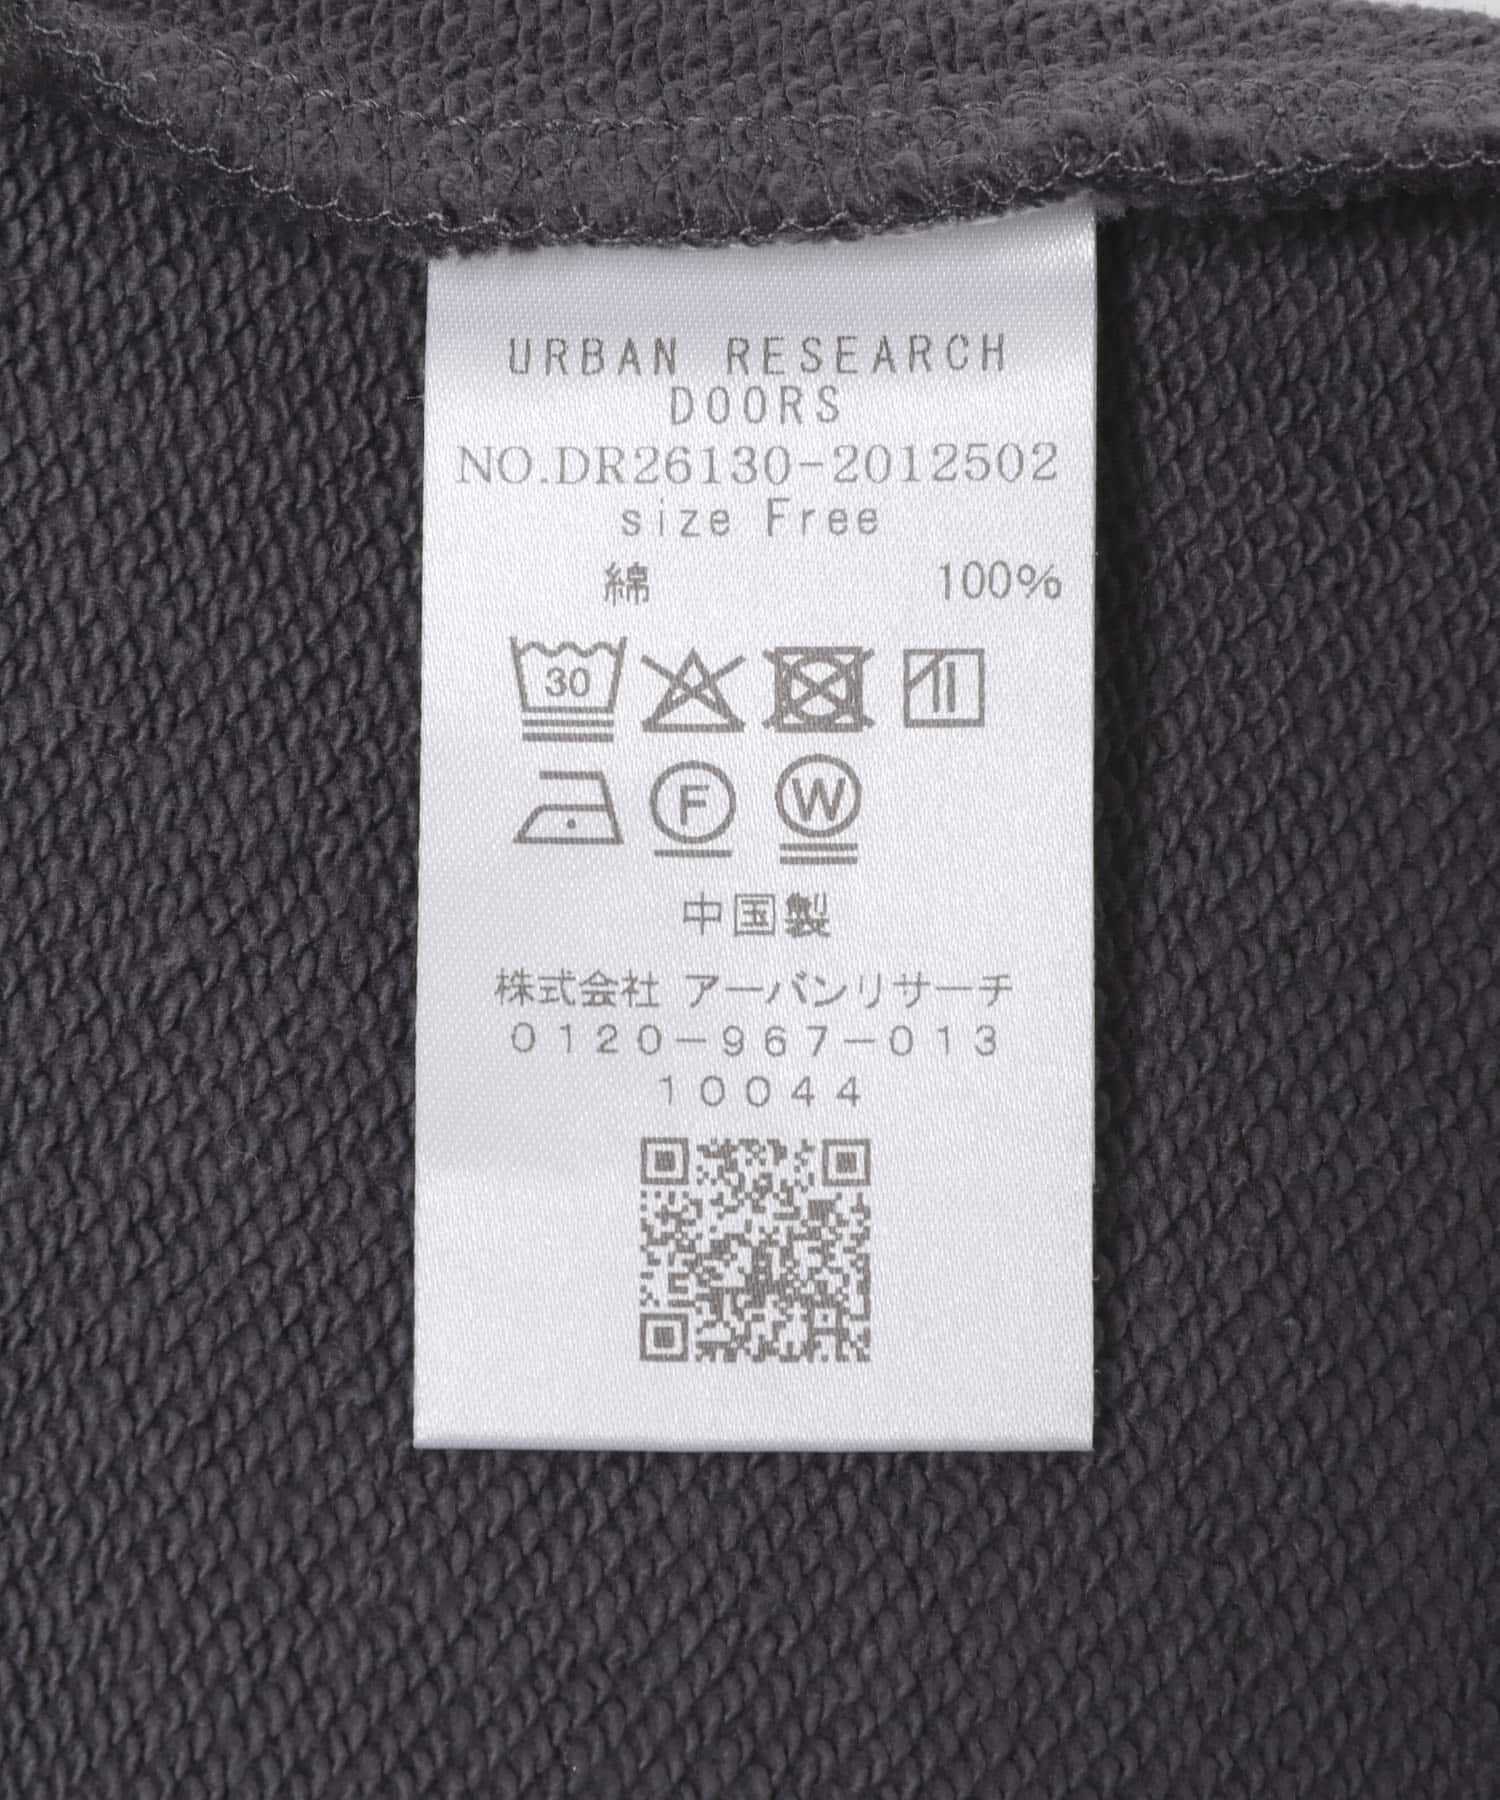 URBAN RESEARCH
DOORS
NO.DR26130-2012502
size Free
綿 100%
30
F W
中国製
株式会社 アーバンリサーチ
0120-967-013
10044